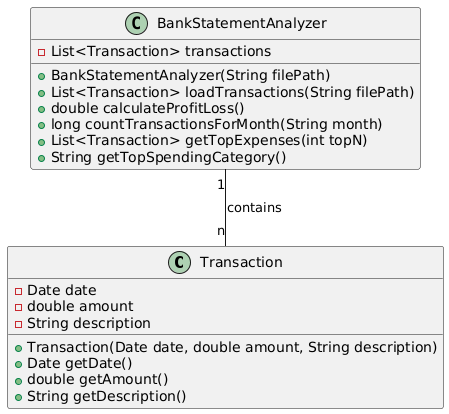 C BankStatementAnalyzer
List<Transaction> transactions
BankStatementAnalyzer(String filePath)
List<Transaction> loadTransactions(String filePath)
double calculateProfitLoss()
long countTransactionsForMonth(String month)
List<Transaction> getTopExpenses(int topN)
String getTopSpendingCategory()
1
contains
n
C Transaction
Date date
double amount
String description
Transaction(Date date, double amount, String description)
Date getDate()
double getAmount()
String getDescription()